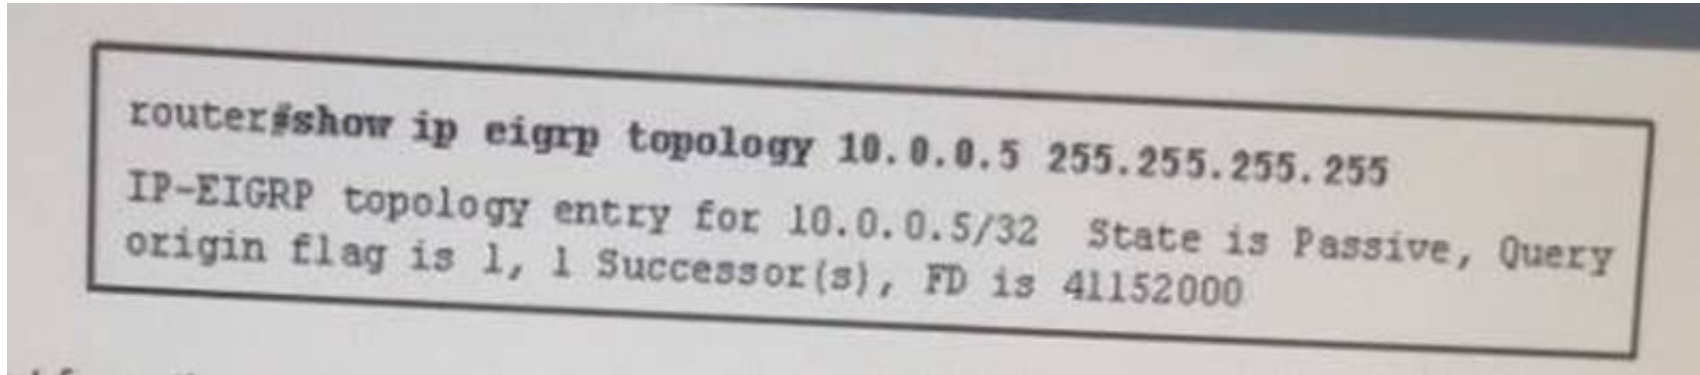 router#show ip eigrp topology 10.0.0.5 255.255.255.255
IP-EIGRP topology entry for 10.0.0.5/32 State is Passive, Query
origin flag is 1, 1 Successor(s), FD is 41152000